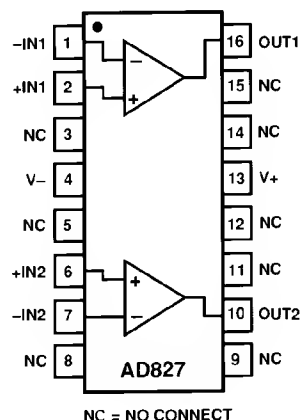 –IN1 1 16 OUT1
+IN1 2 15 NC
NC 3 14 NC
V– 4 13 V+
NC 5 12 NC
+IN2 6 11 NC
–IN2 7 10 OUT2
NC 8 9 NC
– +
+ –
AD827
NC = NO CONNECT